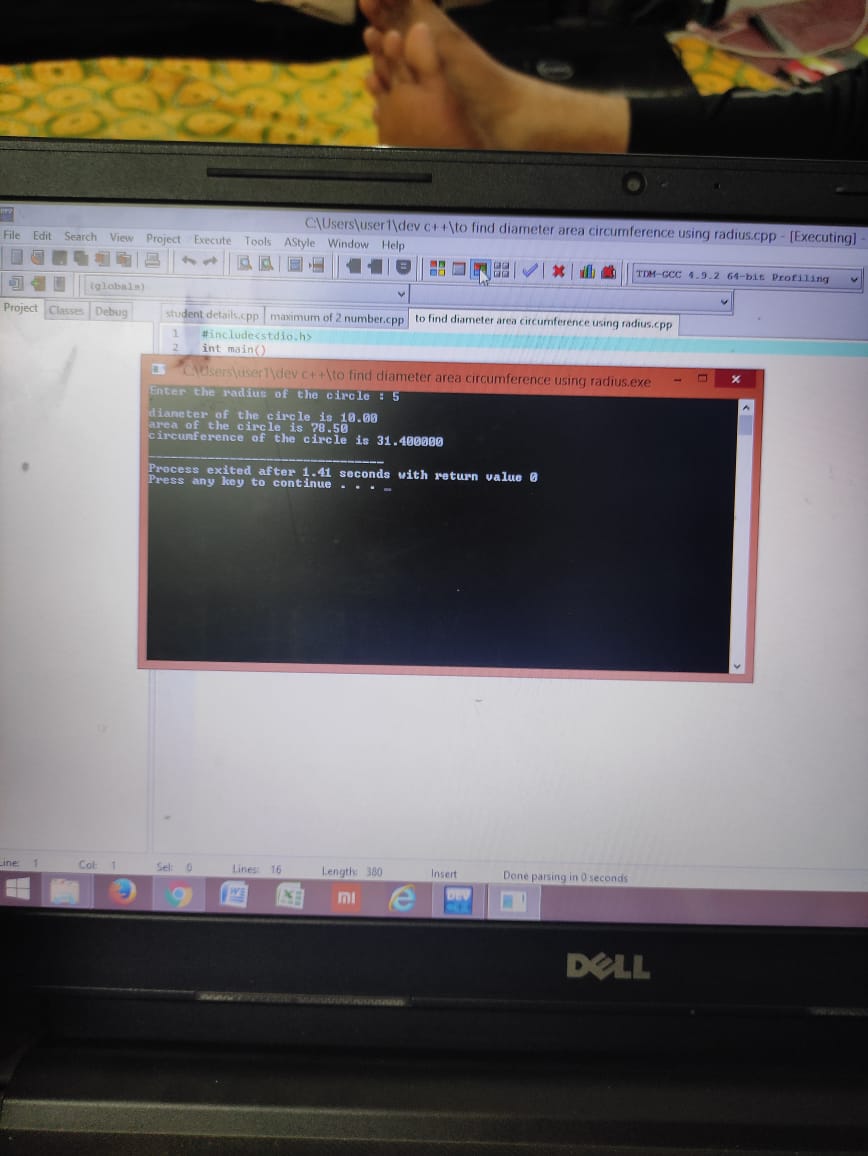 C:\Users\user1\dev c++\to find diameter area circumference using radius.cpp - [Executing] -
File Edit Search View Project Execute Tools AStyle Window Help
TDM-GCC 4.9.2 64-bit Profiling
(globals)
Project Classes Debug
student details.cpp maximum of 2 number.cpp to find diameter area circumference using radius.cpp
1 #include<stdio.h>
2 int main()
C:\Users\user1\dev c++\to find diameter area circumference using radius.exe
Enter the radius of the circle : 5
diameter of the circle is 10.00
area of the circle is 78.50
circumference of the circle is 31.400000
--------------------------------
Process exited after 1.41 seconds with return value 0
Press any key to continue . . . _
Line: 1 Col: 1 Sel: 0 Lines: 16 Length: 380 Insert Done parsing in 0 seconds
DELL